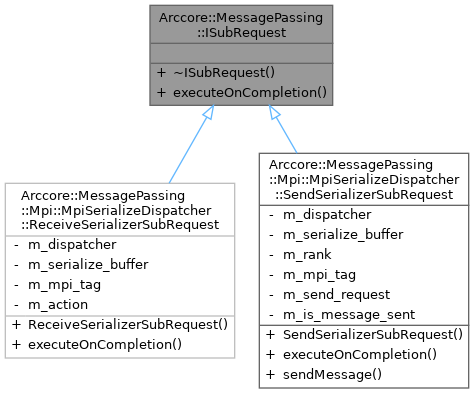 Arccore::MessagePassing
::ISubRequest
+ ~ISubRequest()
+ executeOnCompletion()
Arccore::MessagePassing
::Mpi::MpiSerializeDispatcher
::ReceiveSerializerSubRequest
- m_dispatcher
- m_serialize_buffer
- m_mpi_tag
- m_action
+ ReceiveSerializerSubRequest()
+ executeOnCompletion()
Arccore::MessagePassing
::Mpi::MpiSerializeDispatcher
::SendSerializerSubRequest
- m_dispatcher
- m_serialize_buffer
- m_rank
- m_mpi_tag
- m_send_request
- m_is_message_sent
+ SendSerializerSubRequest()
+ executeOnCompletion()
+ sendMessage()